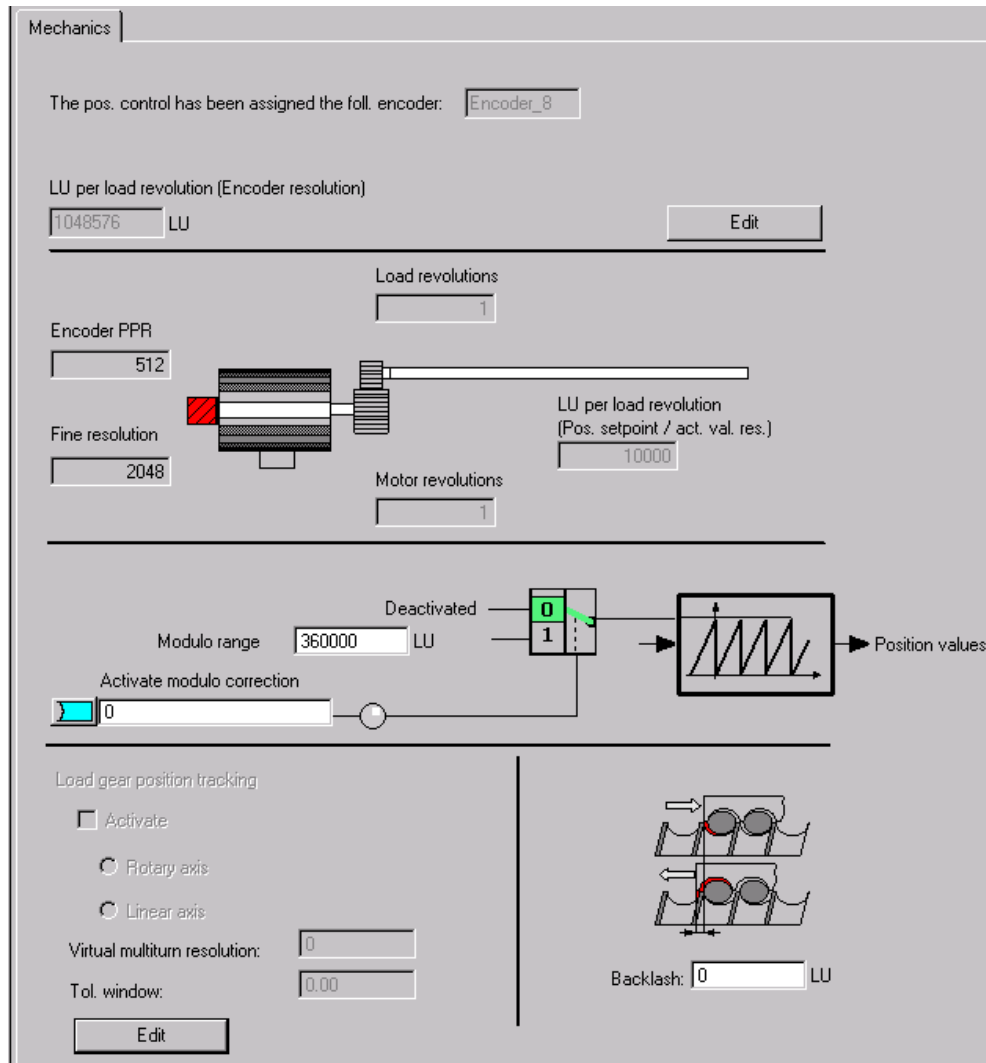 Mechanics
The pos. control has been assigned the foll. encoder: Encoder_8
LU per load revolution (Encoder resolution)
1048576 LU
Edit
Load revolutions
1
Encoder PPR
512
LU per load revolution
(Pos. setpoint / act. val. res.)
10000
Fine resolution
2048
Motor revolutions
1
Deactivated
0
1
Modulo range 360000 LU
Position values
Activate modulo correction
0
Load gear position tracking
Activate
Rotary axis
Linear axis
Virtual multiturn resolution: 0
Tol. window: 0.00
Edit
Backlash: 0 LU